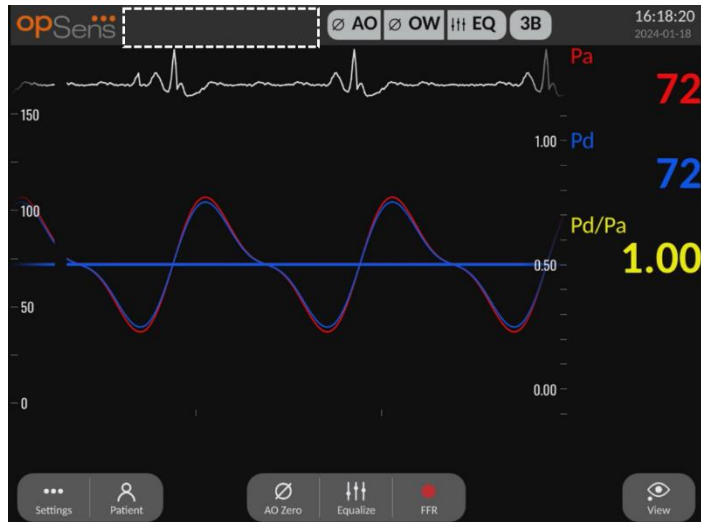 opSens
Ø AO Ø OW EQ 3B
16:18:20
2024-01-18
Pa
72
150
1.00
Pd
72
100
Pd/Pa
1.00
0.50
50
0.00
0
Settings
Patient
AO Zero
Equalize
FFR
View